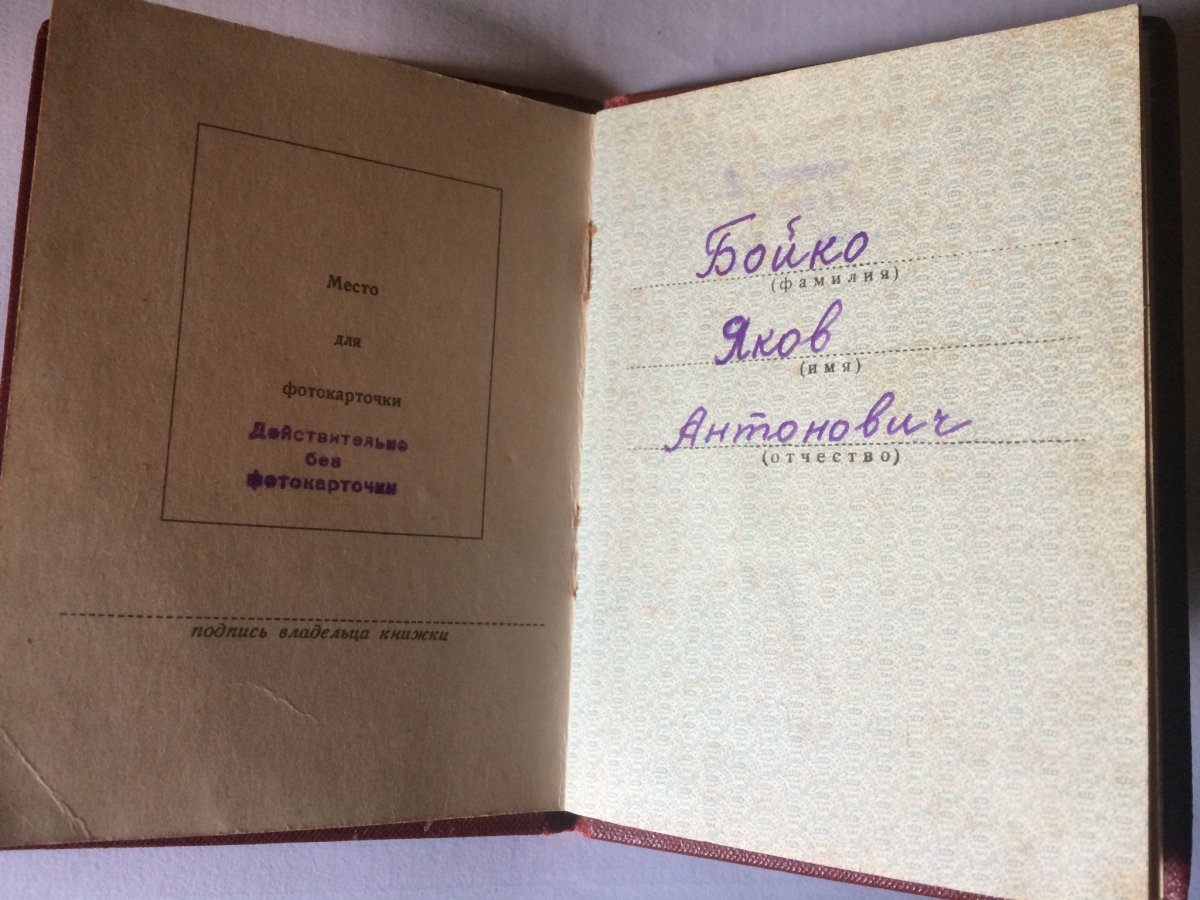 Место
для
фотокарточки
Действительно
без
фотокарточки
подпись владельца книжки
Бойко
(фамилия)
Яков
(имя)
Антонович
(отчество)